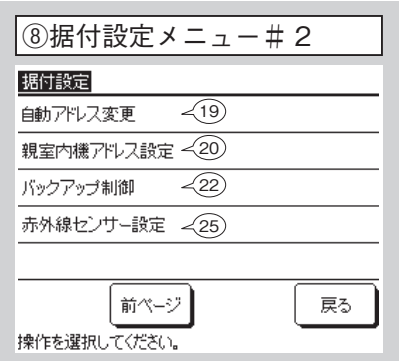 ⑧据付設定メニュー＃２
据付設定
自動アドレス変更 ⑲
親室内機アドレス設定 ⑳
バックアップ制御 ㉒
赤外線センサー設定 ㉕
前ページ 戻る
操作を選択してください。